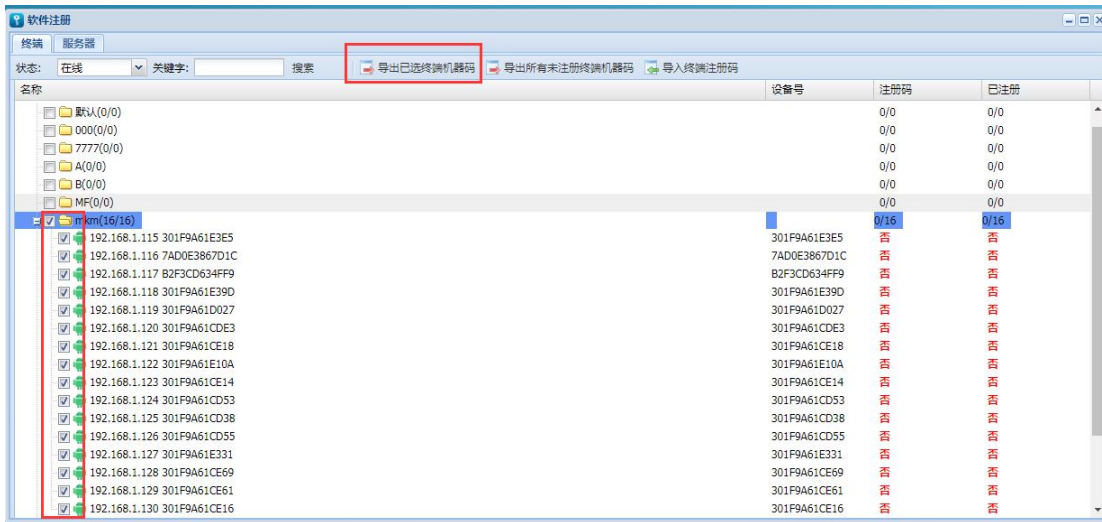 软件注册
终端 服务器
状态: 在线 关键字: 搜索 导出已选终端机器码 导出所有未注册终端机器码 导入终端注册码
名称 设备号 注册码 已注册
默认(0/0) 0/0 0/0
000(0/0) 0/0 0/0
7777(0/0) 0/0 0/0
A(0/0) 0/0 0/0
B(0/0) 0/0 0/0
MF(0/0) 0/0 0/0
mkm(16/16) 0/16 0/16
192.168.1.115 301F9A61E3E5 301F9A61E3E5 否 否
192.168.1.116 7AD0E3867D1C 7AD0E3867D1C 否 否
192.168.1.117 B2F3CD634FF9 B2F3CD634FF9 否 否
192.168.1.118 301F9A61E39D 301F9A61E39D 否 否
192.168.1.119 301F9A61D027 301F9A61D027 否 否
192.168.1.120 301F9A61CDE3 301F9A61CDE3 否 否
192.168.1.121 301F9A61CE18 301F9A61CE18 否 否
192.168.1.122 301F9A61E10A 301F9A61E10A 否 否
192.168.1.123 301F9A61CE14 301F9A61CE14 否 否
192.168.1.124 301F9A61CD53 301F9A61CD53 否 否
192.168.1.125 301F9A61CD38 301F9A61CD38 否 否
192.168.1.126 301F9A61CD55 301F9A61CD55 否 否
192.168.1.127 301F9A61E331 301F9A61E331 否 否
192.168.1.128 301F9A61CE69 301F9A61CE69 否 否
192.168.1.129 301F9A61CE61 301F9A61CE61 否 否
192.168.1.130 301F9A61CE16 301F9A61CE16 否 否